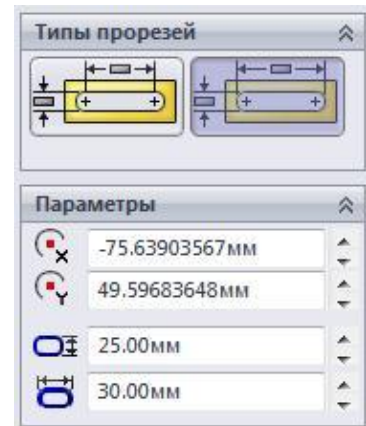 Типы прорезей
Параметры
-75.63903567мм
49.59683648мм
25.00мм
30.00мм